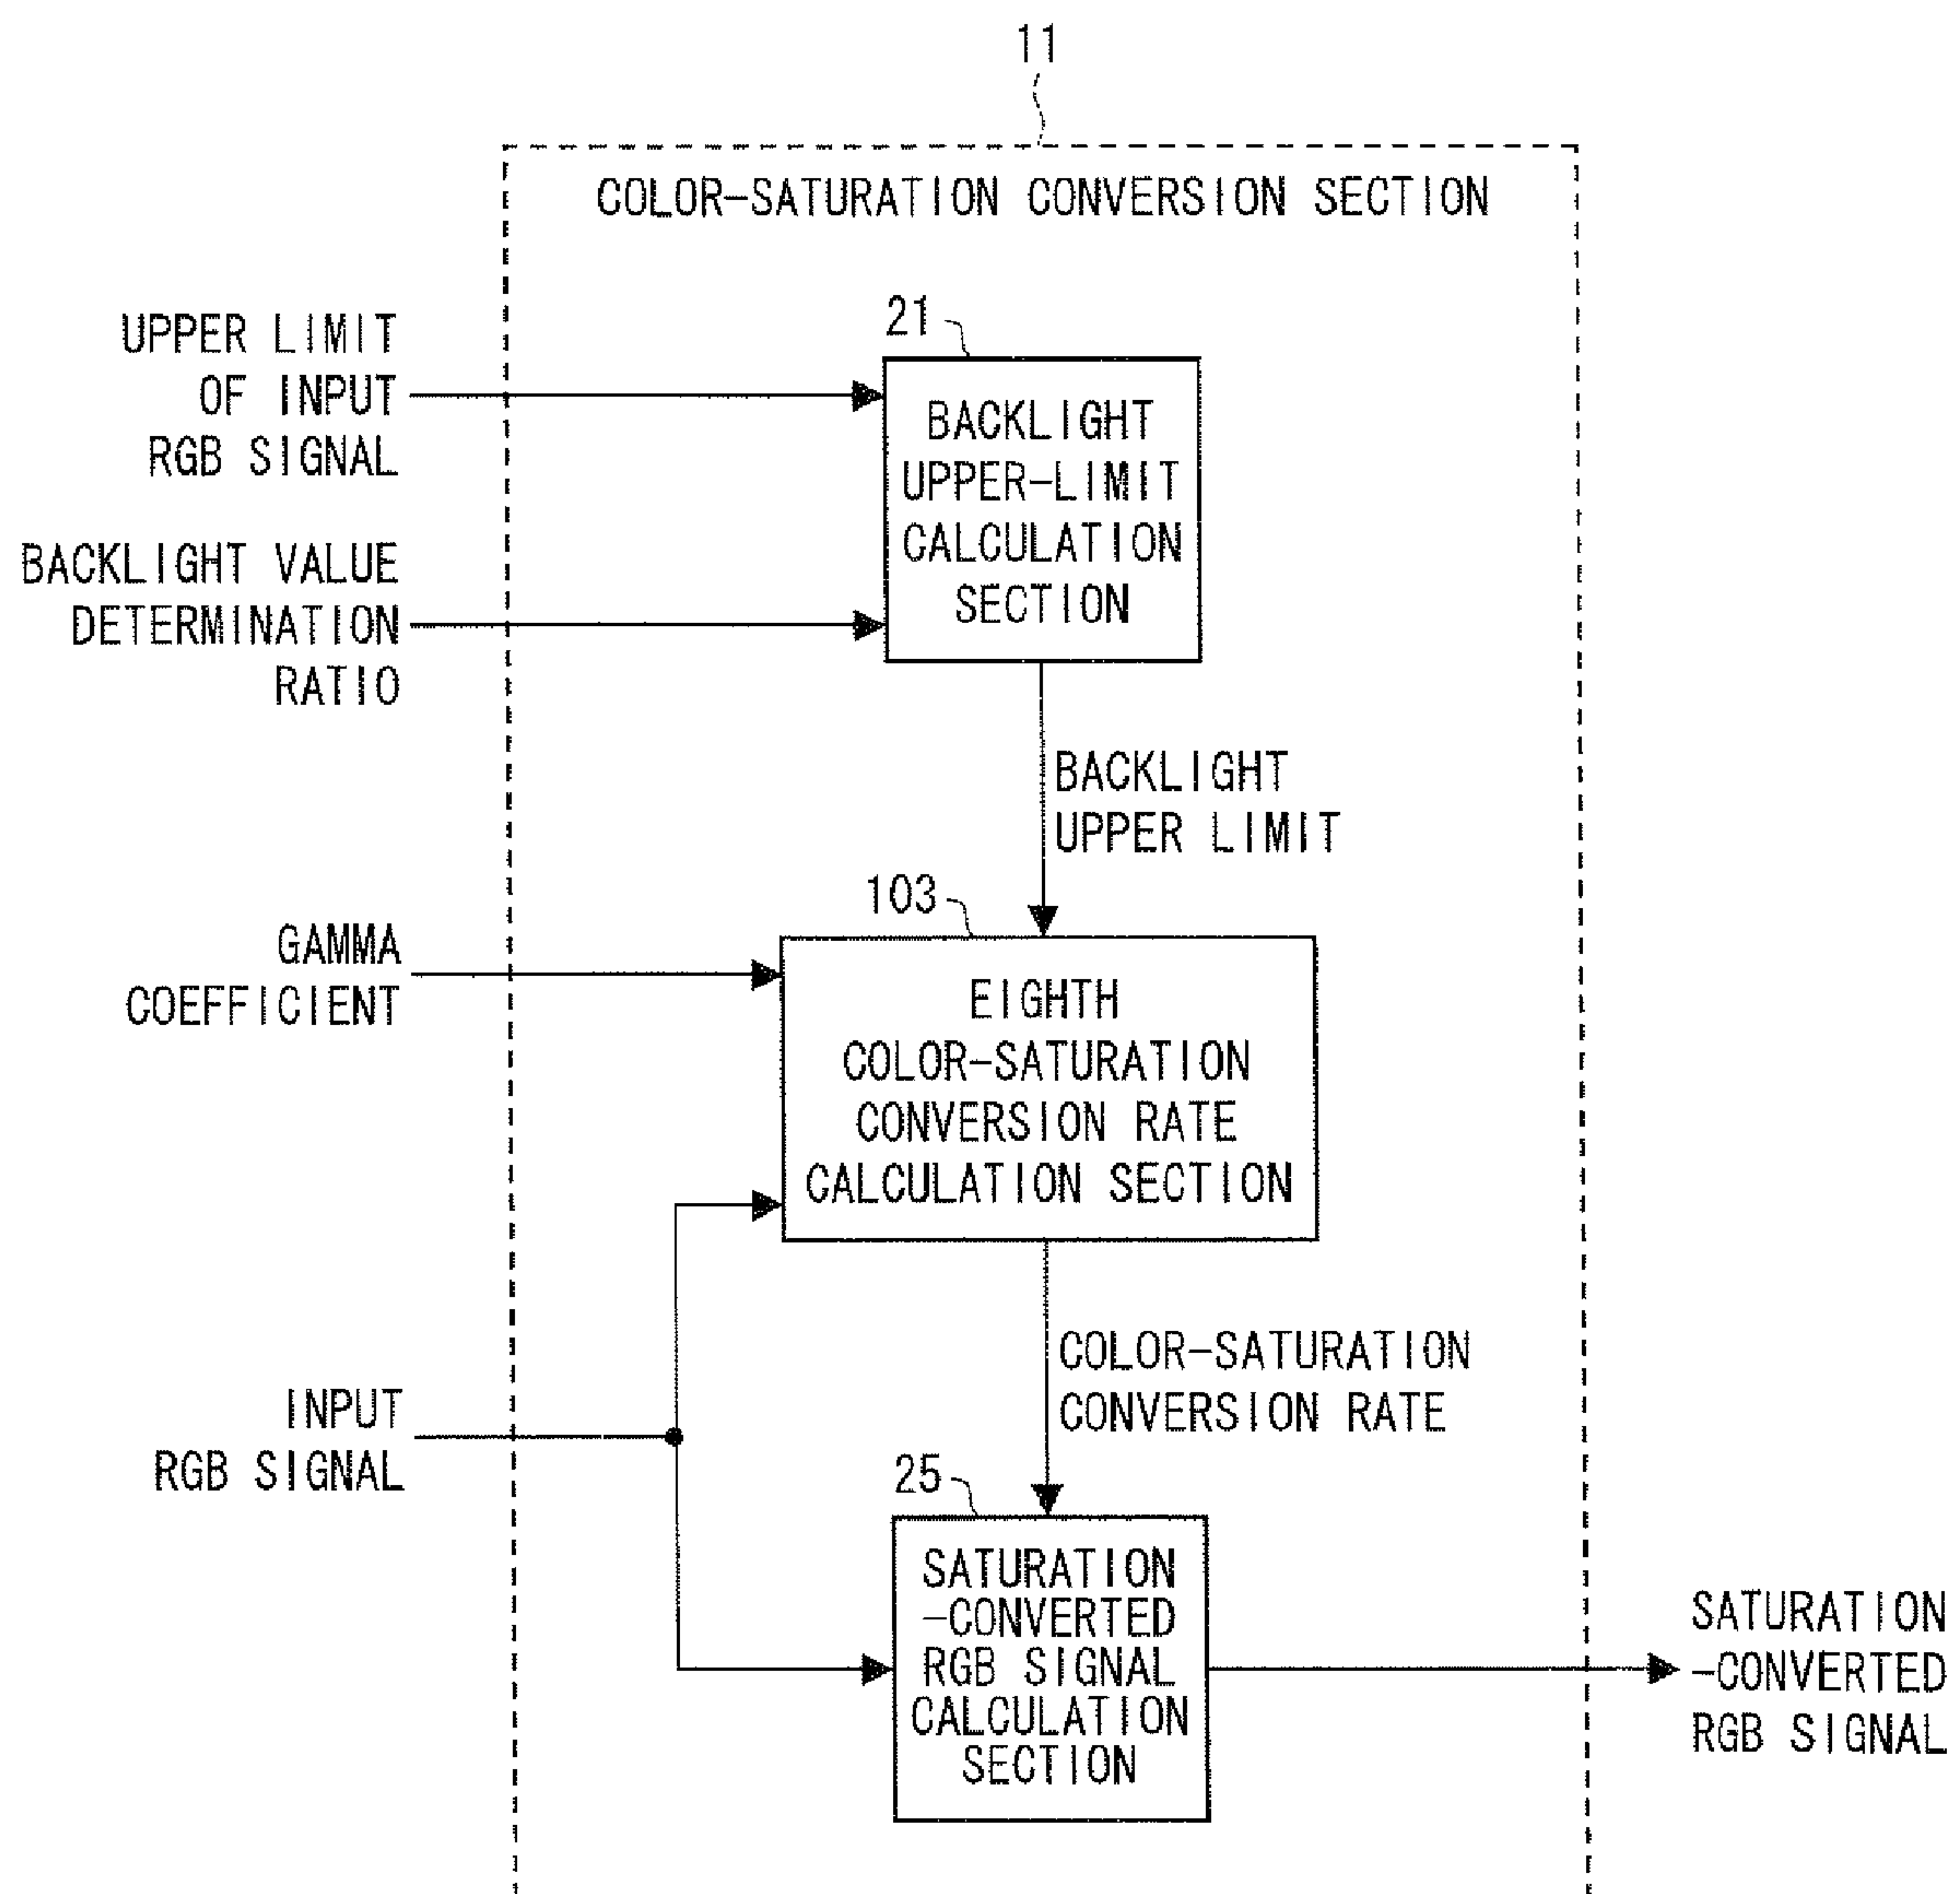 11
COLOR-SATURATION CONVERSION SECTION
UPPER LIMIT
OF INPUT
RGB SIGNAL
BACKLIGHT VALUE
DETERMINATION
RATIO
21
BACKLIGHT
UPPER-LIMIT
CALCULATION
SECTION
BACKLIGHT
UPPER LIMIT
GAMMA
COEFFICIENT
103
EIGHTH
COLOR-SATURATION
CONVERSION RATE
CALCULATION SECTION
INPUT
RGB SIGNAL
COLOR-SATURATION
CONVERSION RATE
25
SATURATION
-CONVERTED
RGB SIGNAL
CALCULATION
SECTION
SATURATION
-CONVERTED
RGB SIGNAL